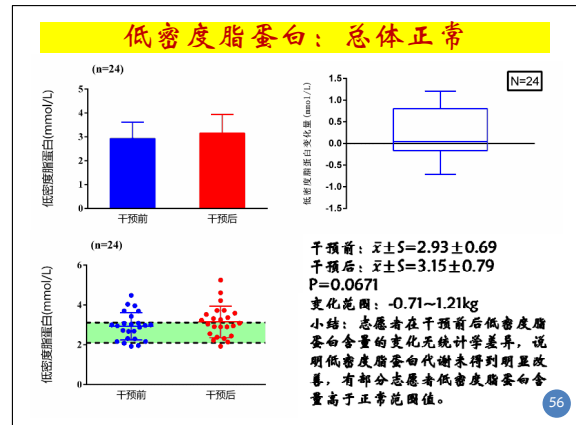 低密度脂蛋白：总体正常
(n=24)
低密度脂蛋白(mmol/L)
5
4
3
2
1
0
干预前
干预后
N=24
低密度脂蛋白变化量(mmol/L)
1.5
1.0
0.5
0.0
-0.5
-1.0
-1.5
(n=24)
低密度脂蛋白(mmol/L)
6
4
2
0
干预前
干预后
干预前：x̄±S=2.93±0.69
干预后：x̄±S=3.15±0.79
P=0.0671
变化范围：-0.71~1.21kg
小结：志愿者在干预前后低密度脂
蛋白含量的变化无统计学差异，说
明低密度脂蛋白代谢未得到明显改
善，有部分志愿者低密度脂蛋白含
量高于正常范围值。
56